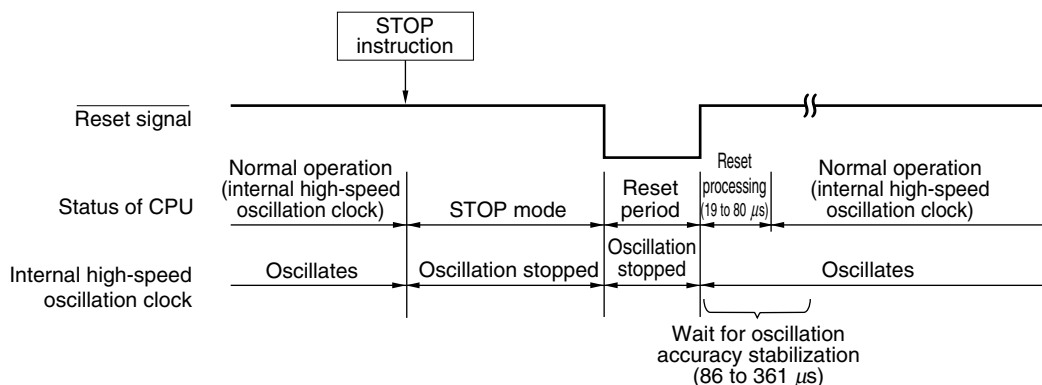 STOP
instruction
Reset signal
Status of CPU
Normal operation
(internal high-speed
oscillation clock)
STOP mode
Reset
period
Reset
processing
(19 to 80 μs)
Normal operation
(internal high-speed
oscillation clock)
Internal high-speed
oscillation clock
Oscillates
Oscillation stopped
Oscillation
stopped
Oscillates
Wait for oscillation
accuracy stabilization
(86 to 361 μs)